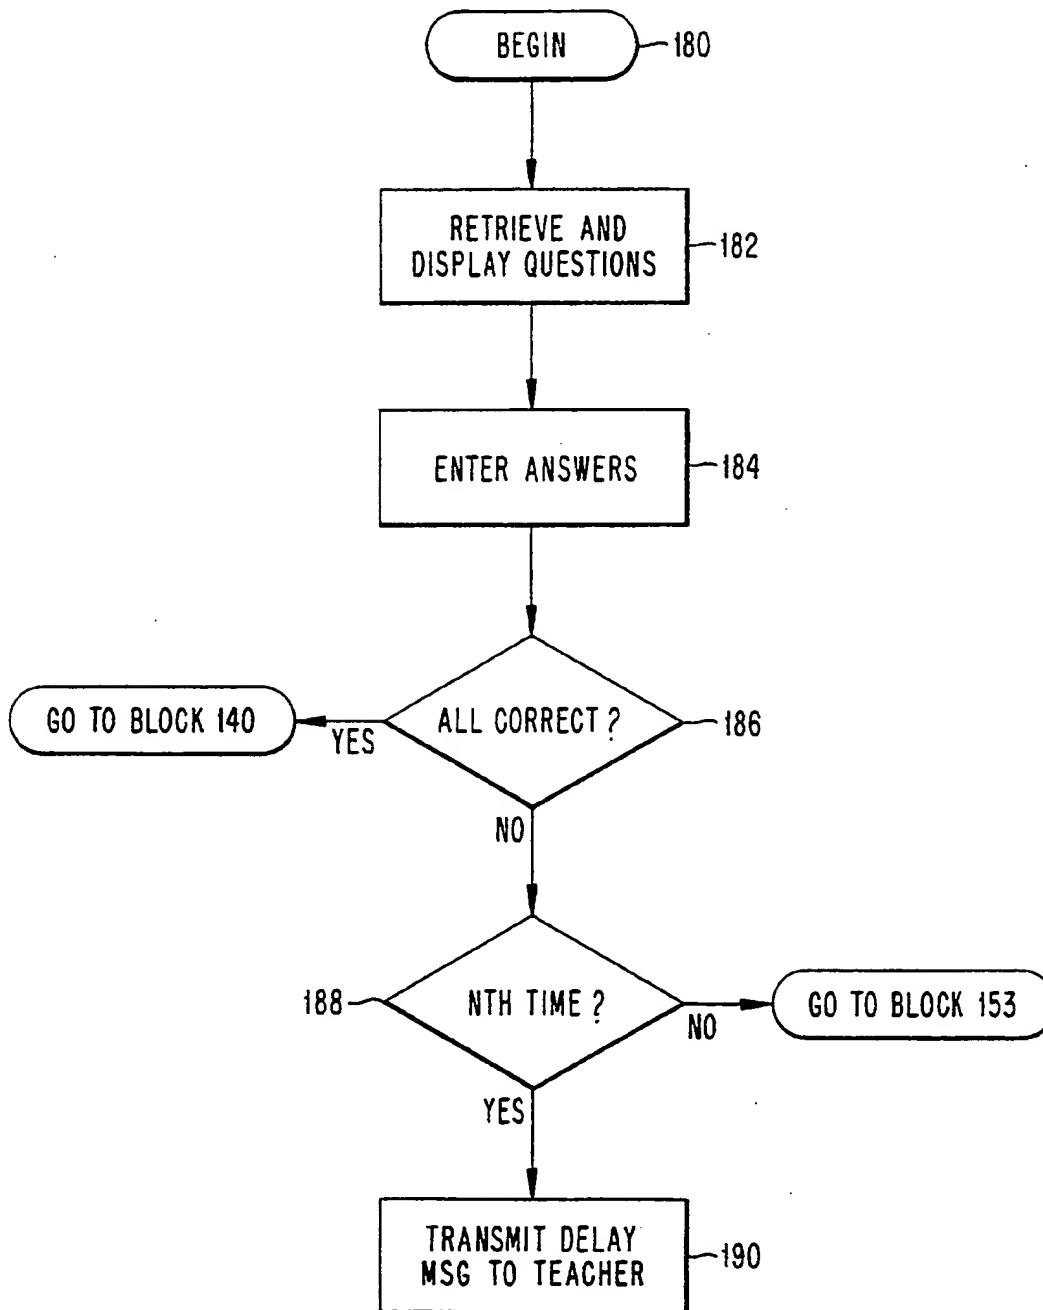 BEGIN 180
RETRIEVE AND
DISPLAY QUESTIONS 182
ENTER ANSWERS 184
ALL CORRECT ? 186
YES
GO TO BLOCK 140
NO
188 NTH TIME ?
NO
GO TO BLOCK 153
YES
TRANSMIT DELAY
MSG TO TEACHER 190